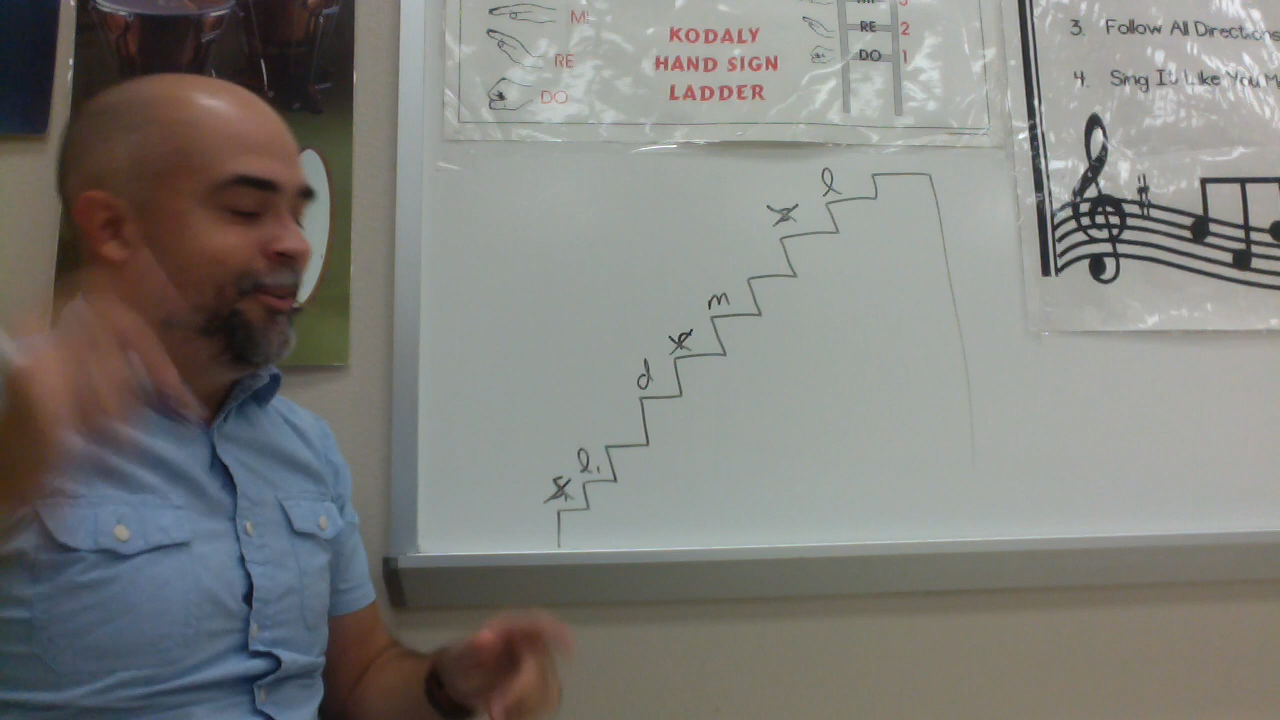 MI
RE
DO
KODALY
HAND SIGN
LADDER
3
RE 2
DO 1
3. Follow All Directions
4. Sing It Like You M
l
m
d
l,